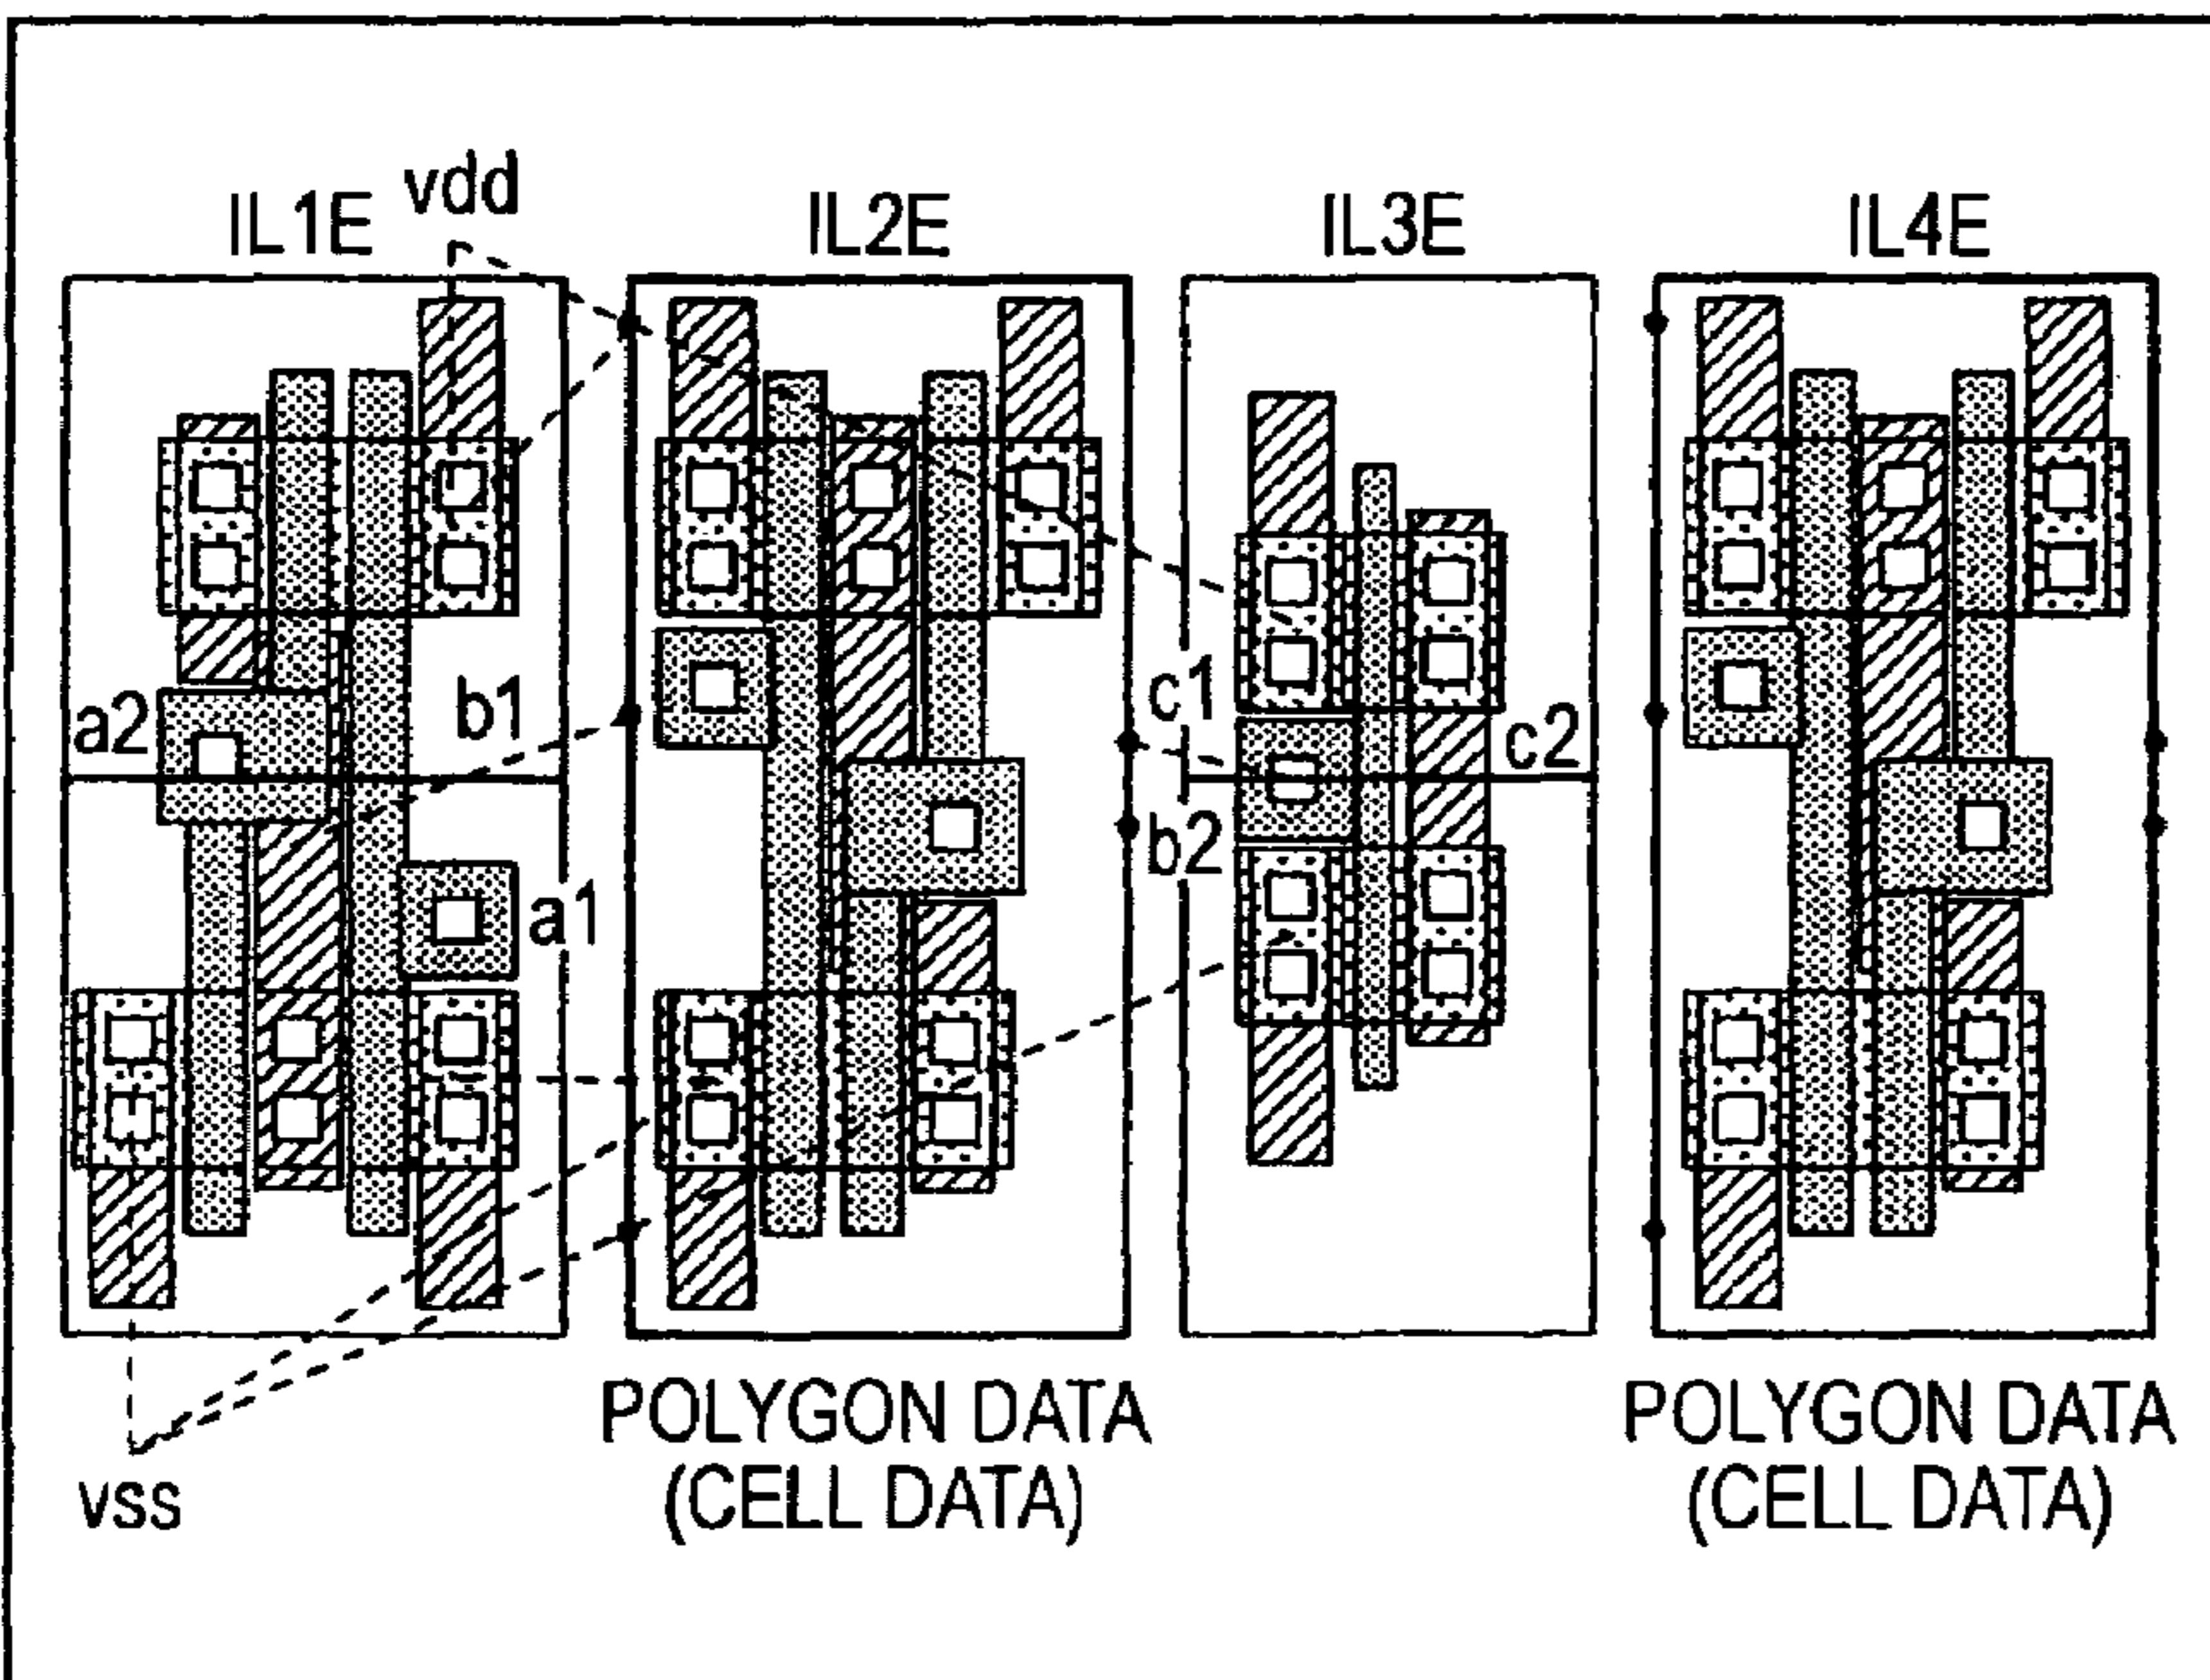 vdd
IL1E
IL2E
IL3E
IL4E
a2
b1
c1
c2
b2
a1
POLYGON DATA
(CELL DATA)
POLYGON DATA
(CELL DATA)
vss